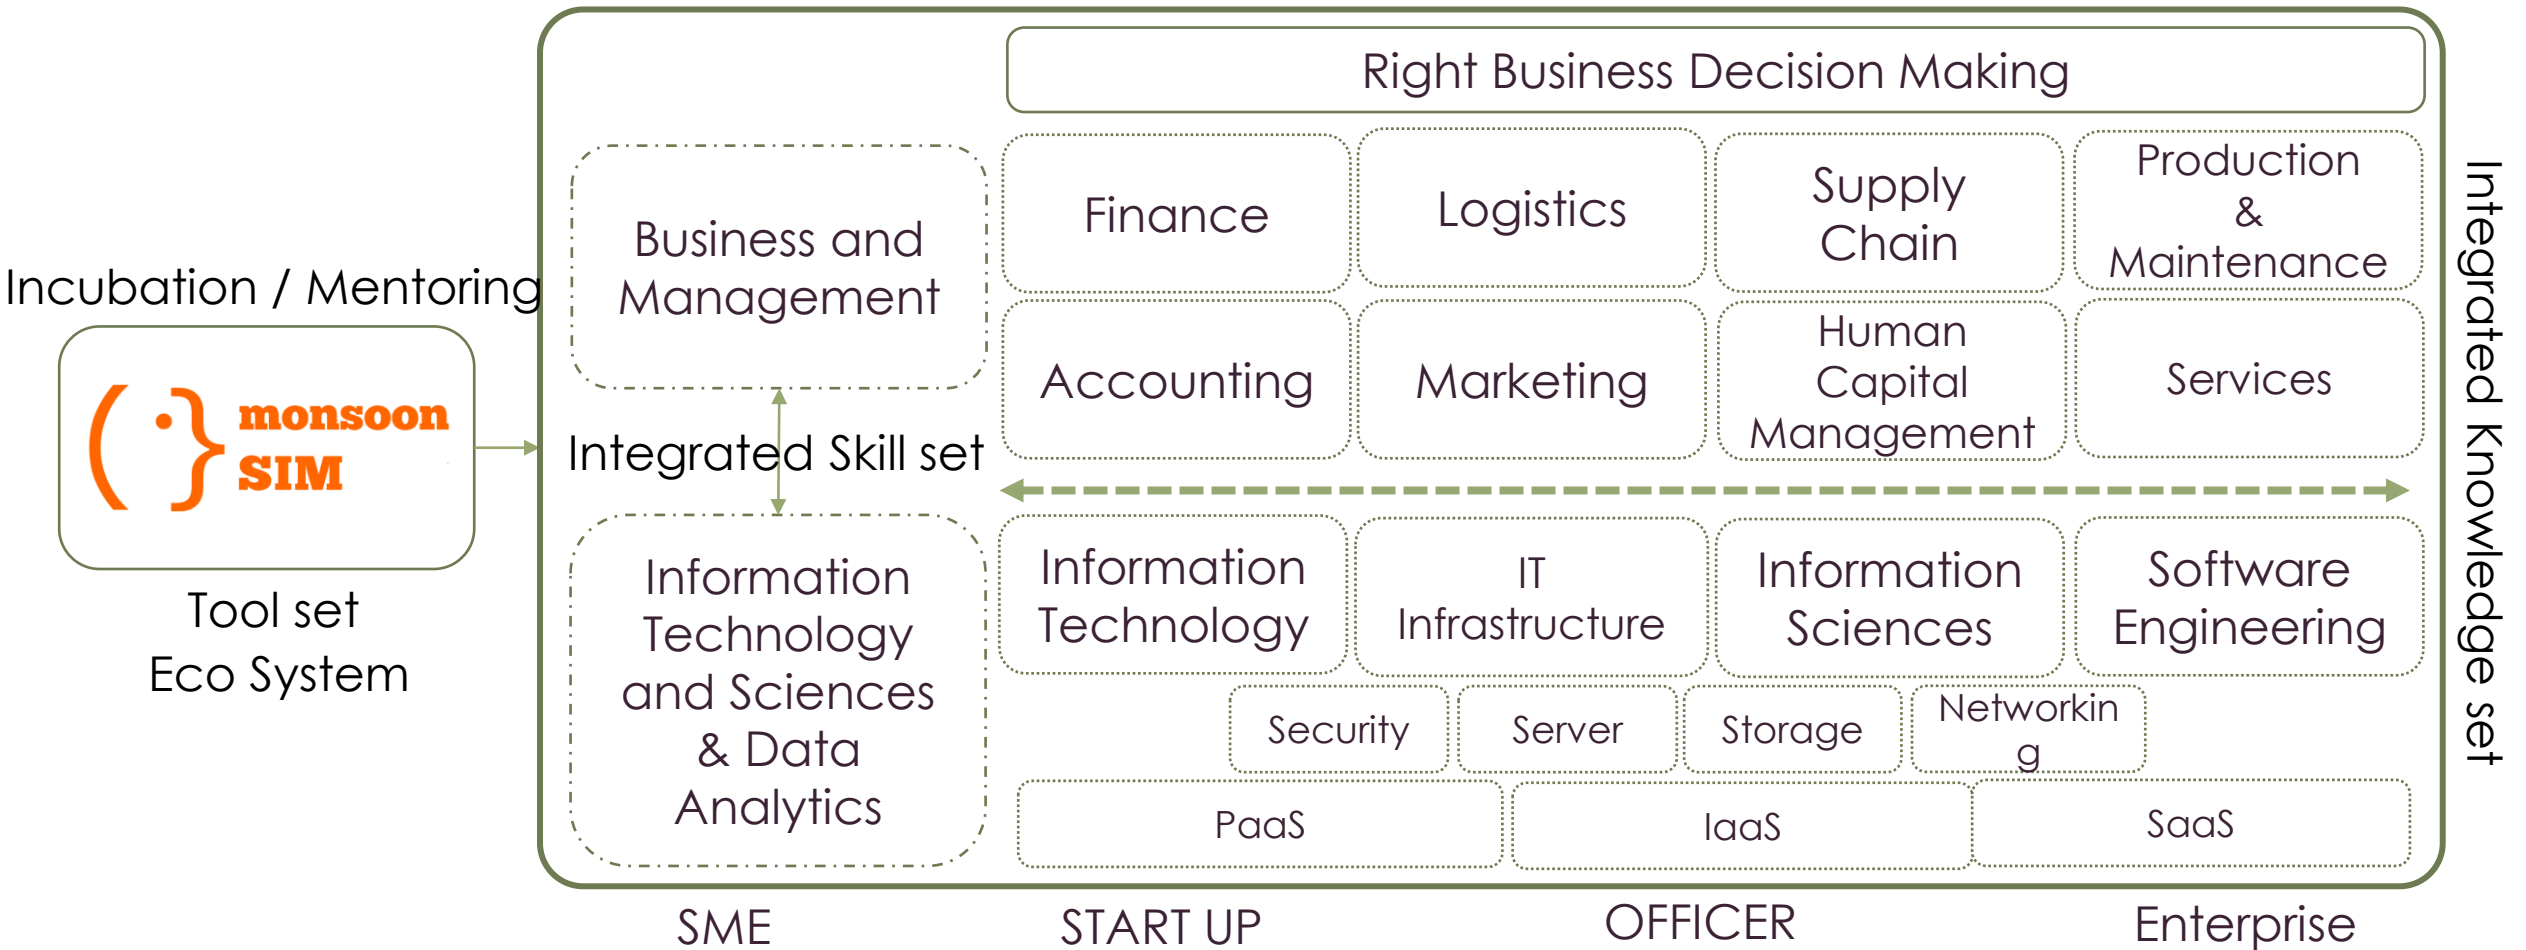 Right Business Decision Making
Incubation / Mentoring
monsoon
SIM
Tool set
Eco System
Business and
Management
Integrated Skill set
Information
Technology
and Sciences
& Data
Analytics
Finance
Logistics
Supply
Chain
Production
&
Maintenance
Accounting
Marketing
Human
Capital
Management
Services
Information
Technology
IT
Infrastructure
Information
Sciences
Software
Engineering
Security
Server
Storage
Networkin
g
PaaS
IaaS
SaaS
Integrated Knowledge set
SME
START UP
OFFICER
Enterprise